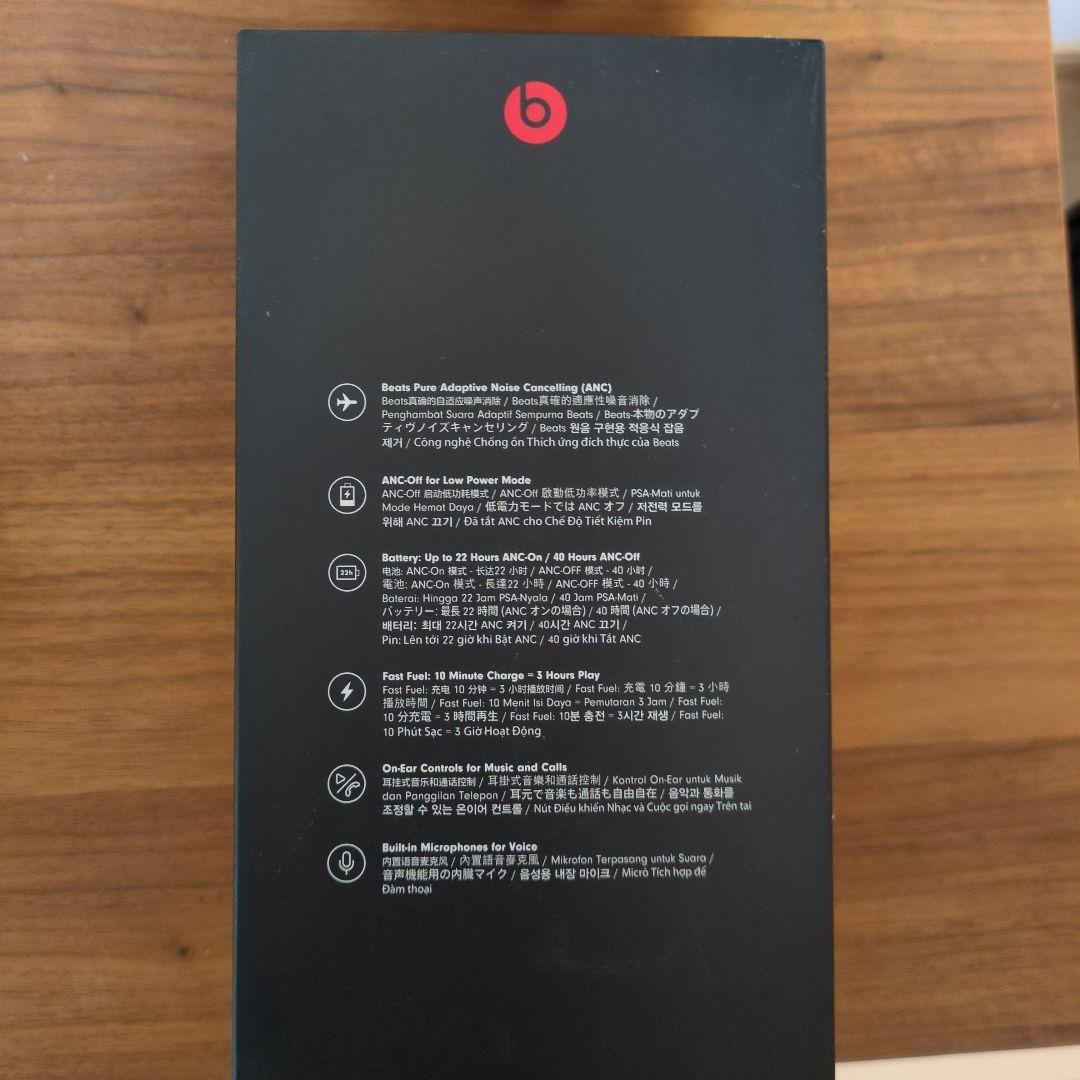 b
Beats Pure Adaptive Noise Cancelling (ANC)
Beats真确的自适应噪声消除 / Beats真確的適應性噪音消除 /
Penghambat Suara Adaptif Sempurna Beats / Beats-本物のアダプ
ティヴノイズキャンセリング / Beats 원음 구현용 적응식 잡음
제거 / Công nghệ Chống ồn Thích ứng đích thực của Beats
ANC-Off for Low Power Mode
ANC-Off 启动低功耗模式 / ANC-Off 啟動低功率模式 / PSA-Mati untuk
Mode Hemat Daya / 低電力モードでは ANC オフ / 저전력 모드를
위해 ANC 끄기 / Đã tắt ANC cho Chế Độ Tiết Kiệm Pin
22h
Battery: Up to 22 Hours ANC-On / 40 Hours ANC-Off
电池: ANC-On 模式 - 长达22 小时 / ANC-OFF 模式 - 40 小时 /
電池: ANC-On 模式 - 長達22 小時 / ANC-OFF 模式 - 40 小時 /
Baterai: Hingga 22 Jam PSA-Nyala / 40 Jam PSA-Mati /
バッテリー: 最長 22 時間 (ANC オンの場合) / 40 時間 (ANC オフの場合) /
배터리: 최대 22시간 ANC 켜기 / 40시간 ANC 끄기 /
Pin: Lên tới 22 giờ khi Bật ANC / 40 giờ khi Tắt ANC
Fast Fuel: 10 Minute Charge = 3 Hours Play
Fast Fuel: 充电 10 分钟 = 3 小时播放时间 / Fast Fuel: 充電 10 分鐘 = 3 小時
播放時間 / Fast Fuel: 10 Menit Isi Daya = Pemutaran 3 Jam / Fast Fuel:
10 分充電 = 3 時間再生 / Fast Fuel: 10분 충전 = 3시간 재생 / Fast Fuel:
10 Phút Sạc = 3 Giờ Hoạt Động
On-Ear Controls for Music and Calls
耳挂式音乐和通话控制 / 耳掛式音樂和通話控制 / Kontrol On-Ear untuk Musik
dan Panggilan Telepon / 耳元で音楽も通話も自由自在 / 음악과 통화를
조정할 수 있는 온이어 컨트롤 / Nút Điều khiển Nhạc và Cuộc gọi ngay Trên tai
Built-in Microphones for Voice
内置语音麦克风 / 內置語音麥克風 / Mikrofon Terpasang untuk Suara /
音声機能用の内臓マイク / 음성용 내장 마이크 / Micrô Tích hợp để
Đàm thoại